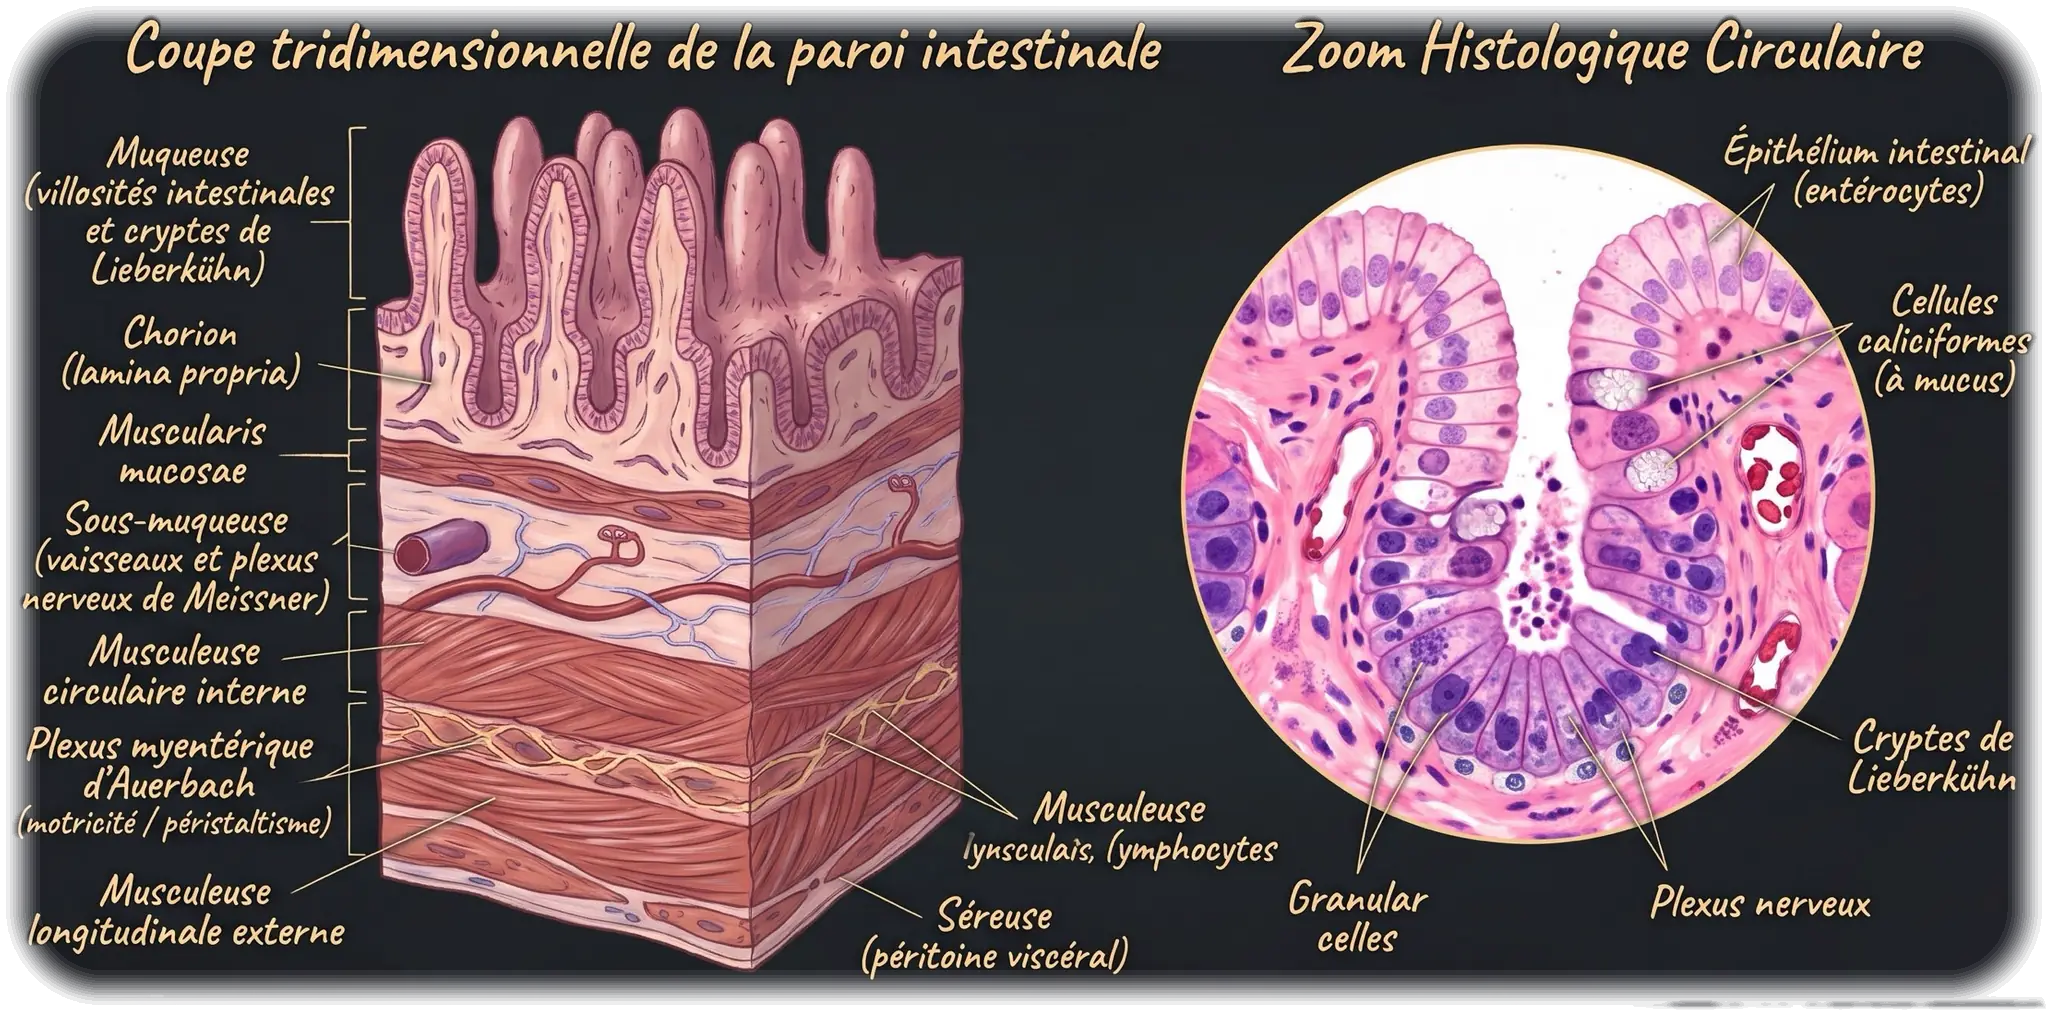 Coupe tridimensionnelle de la paroi intestinale
Muqueuse
(villosités intestinales
et cryptes de
Lieberkühn)
Chorion
(lamina propria)
Muscularis
mucosae
Sous-muqueuse
(vaisseaux et plexus
nerveux de Meissner)
Musculeuse
circulaire interne
Plexus myentérique
d'Auerbach
(motricité / péristaltisme)
Musculeuse
longitudinale externe
Musculeuse
lynsculais, (ymphocytes
Séreuse
(péritoine viscéral)
Zoom Histologique Circulaire
Épithélium intestinal
(entérocytes)
Cellules
caliciformes
(à mucus)
Cryptes de
Lieberkühn
Granular
celles
Plexus nerveux